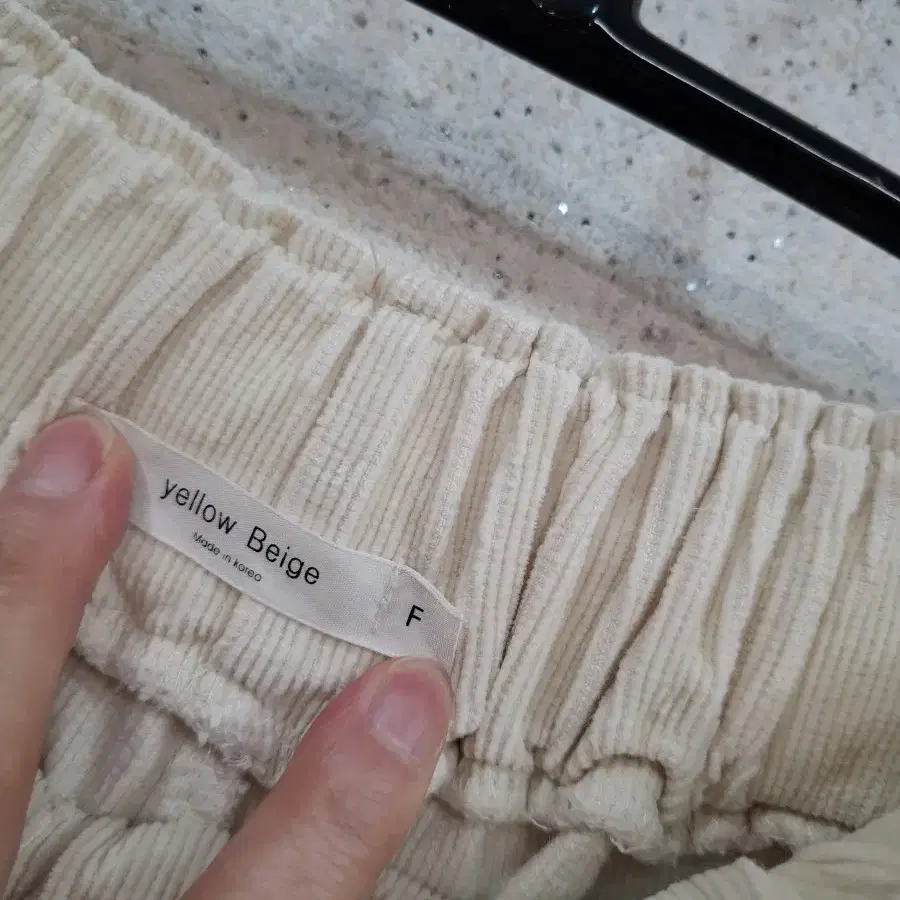 yellow Beige
Made in korea
F